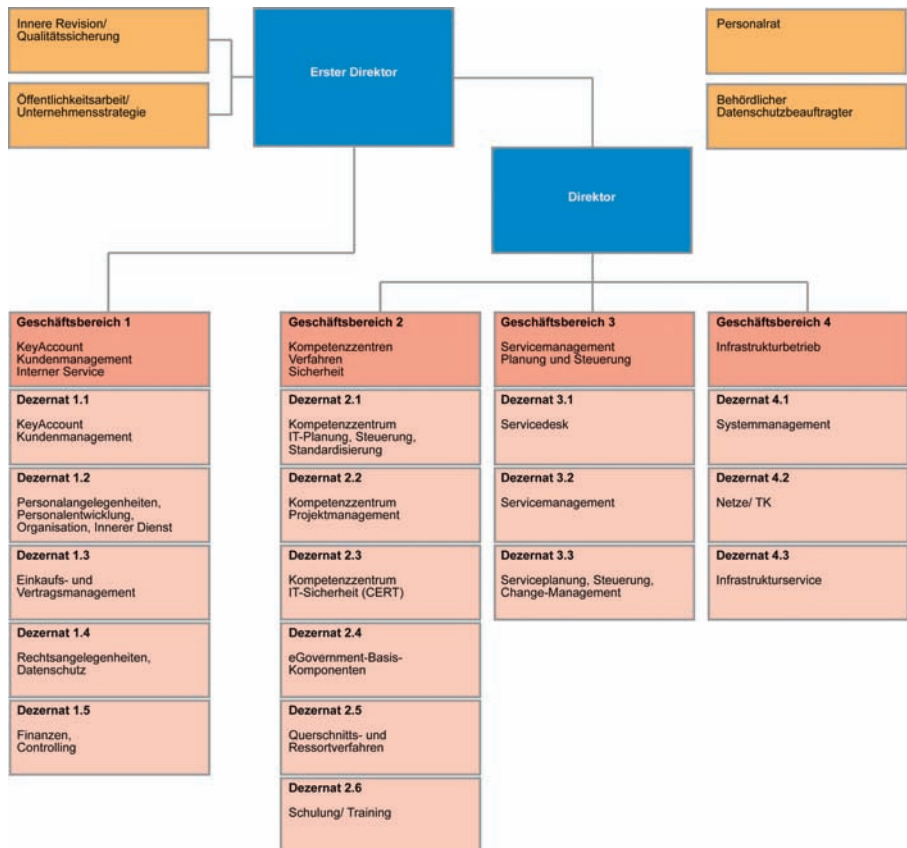 Innere Revision/
Qualitätssicherung
Öffentlichkeitsarbeit/
Unternehmensstrategie
Erster Direktor
Personalrat
Behördlicher
Datenschutzbeauftragter
Direktor
Geschäftsbereich 1
KeyAccount
Kundenmanagement
Interner Service
Dezernat 1.1
KeyAccount
Kundenmanagement
Dezernat 1.2
Personalangelegenheiten,
Personalentwicklung,
Organisation, Innerer Dienst
Dezernat 1.3
Einkaufs- und
Vertragsmanagement
Dezernat 1.4
Rechtsangelegenheiten,
Datenschutz
Dezernat 1.5
Finanzen,
Controlling
Geschäftsbereich 2
Kompetenzzentren
Verfahren
Sicherheit
Dezernat 2.1
Kompetenzzentrum
IT-Planung, Steuerung,
Standardisierung
Dezernat 2.2
Kompetenzzentrum
Projektmanagement
Dezernat 2.3
Kompetenzzentrum
IT-Sicherheit (CERT)
Dezernat 2.4
eGovernment-Basis-
Komponenten
Dezernat 2.5
Querschnitts- und
Ressortverfahren
Dezernat 2.6
Schulung/ Training
Geschäftsbereich 3
Servicemanagement
Planung und Steuerung
Dezernat 3.1
Servicedesk
Dezernat 3.2
Servicemanagement
Dezernat 3.3
Serviceplanung, Steuerung,
Change-Management
Geschäftsbereich 4
Infrastrukturbetrieb
Dezernat 4.1
Systemmanagement
Dezernat 4.2
Netze/ TK
Dezernat 4.3
Infrastrukturservice